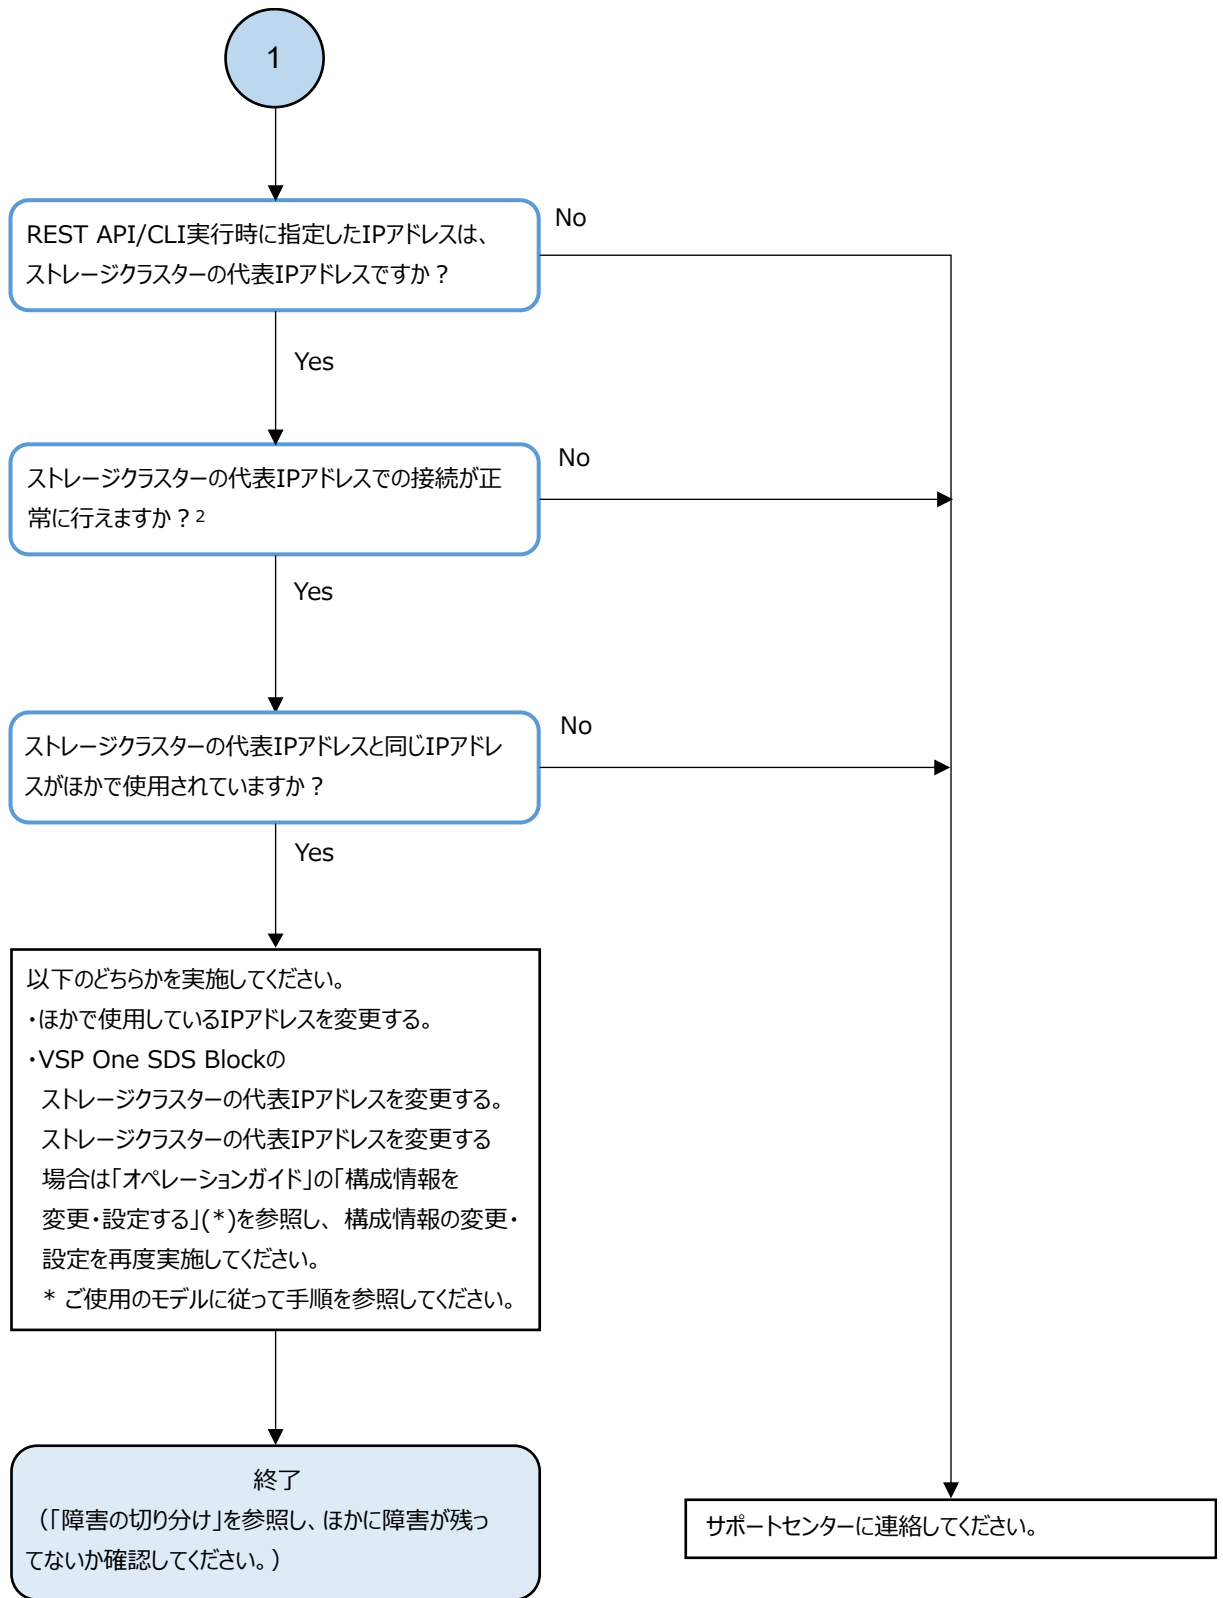 1
REST API/CLI実行時に指定したIPアドレスは、
ストレージクラスターの代表IPアドレスですか？
No
Yes
ストレージクラスターの代表IPアドレスでの接続が正
常に行えますか？2
No
Yes
ストレージクラスターの代表IPアドレスと同じIPアドレ
スがほかで使用されていますか？
No
Yes
以下のどちらかを実施してください。
・ほかで使用しているIPアドレスを変更する。
・VSP One SDS Blockの
ストレージクラスターの代表IPアドレスを変更する。
ストレージクラスターの代表IPアドレスを変更する
場合は「オペレーションガイド」の「構成情報を
変更・設定する」(*)を参照し、構成情報の変更・
設定を再度実施してください。
* ご使用のモデルに従って手順を参照してください。
終了
（「障害の切り分け」を参照し、ほかに障害が残っ
てないか確認してください。）
サポートセンターに連絡してください。